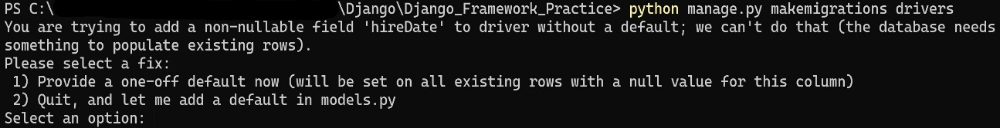 PS C:\ \Django\Django_Framework_Practice> python manage.py makemigrations drivers
You are trying to add a non-nullable field 'hireDate' to driver without a default; we can't do that (the database needs
something to populate existing rows).
Please select a fix:
 1) Provide a one-off default now (will be set on all existing rows with a null value for this column)
 2) Quit, and let me add a default in models.py
Select an option: